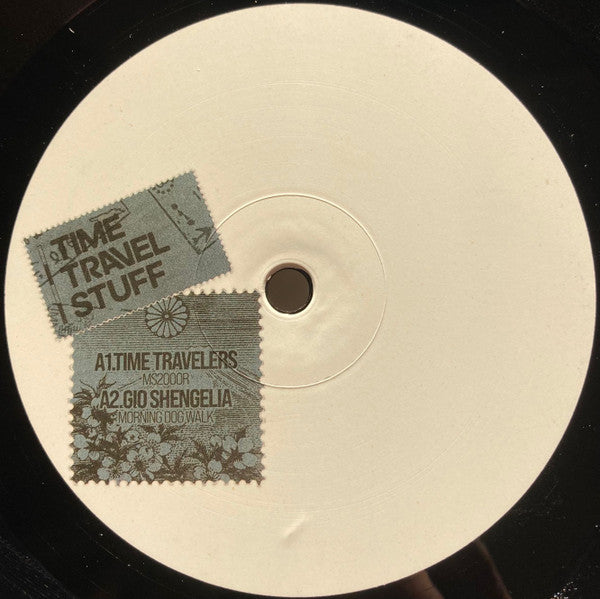 TIME
TRAVEL
STUFF
A1.TIME TRAVELERS
MS2000R
A2.GIO SHENGELIA
MORNING DOG WALK